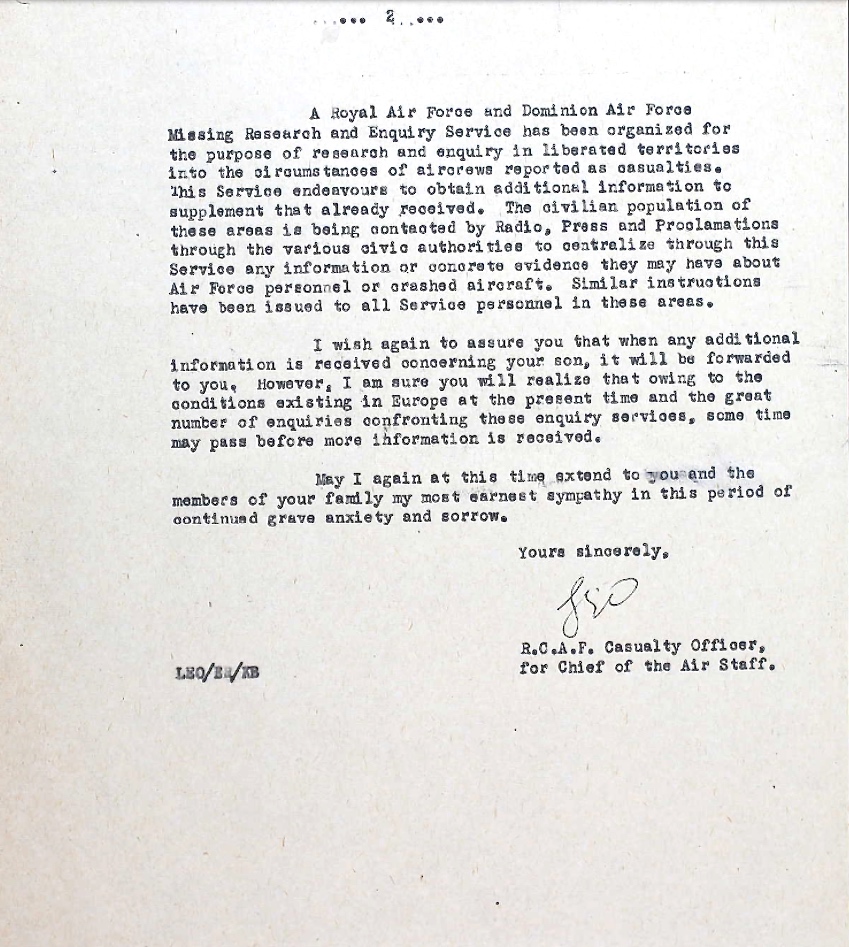 ..... 2 .....
A Royal Air Force and Dominion Air Force
Missing Research and Enquiry Service has been organized for
the purpose of research and enquiry in liberated territories
into the circumstances of aircrews reported as casualties.
This Service endeavours to obtain additional information to
supplement that already received. The civilian population of
these areas is being contacted by Radio, Press and Proclamations
through the various civic authorities to centralize through this
Service any information or concrete evidence they may have about
Air Force personnel or crashed aircraft. Similar instructions
have been issued to all Service personnel in these areas.
I wish again to assure you that when any additional
information is received concerning your son, it will be forwarded
to you. However, I am sure you will realize that owing to the
conditions existing in Europe at the present time and the great
number of enquiries confronting these enquiry services, some time
may pass before more information is received.
May I again at this time extend to you and the
members of your family my most earnest sympathy in this period of
continued grave anxiety and sorrow.
Yours sincerely,
R.C.A.F. Casualty Officer,
for Chief of the Air Staff.